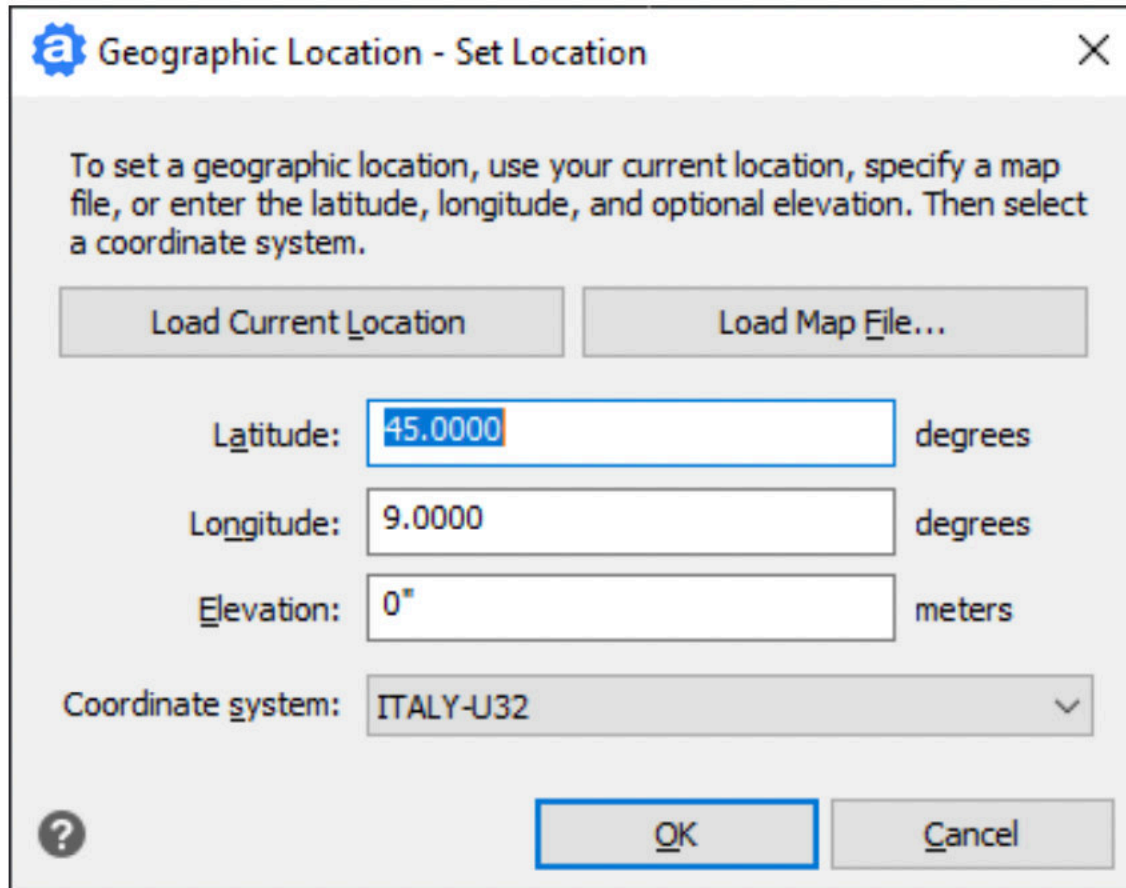 a Geographic Location - Set Location
To set a geographic location, use your current location, specify a map
file, or enter the latitude, longitude, and optional elevation. Then select
a coordinate system.
Load Current Location Load Map File...
Latitude: 45.0000 degrees
Longitude: 9.0000 degrees
Elevation: 0" meters
Coordinate system: ITALY-U32
? OK Cancel